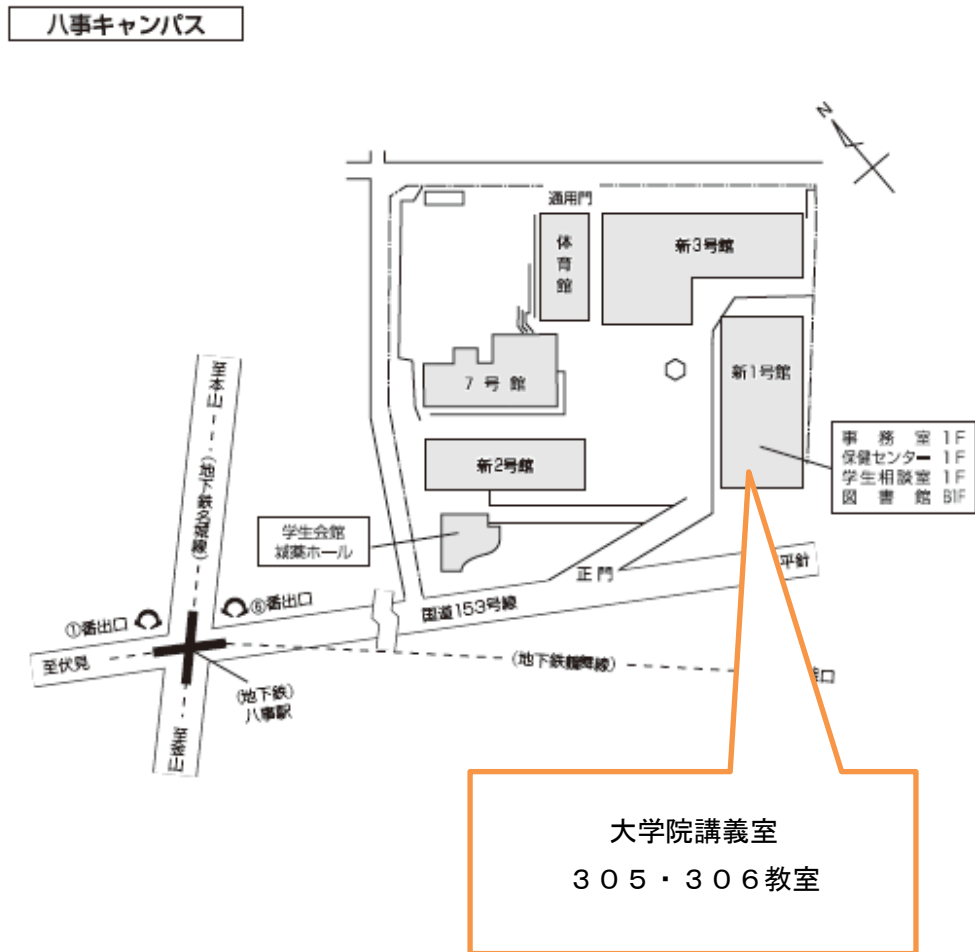 八事キャンパス
N
通用門
体育館
新3号館
7号館
新1号館
事務室 1F
保健センター 1F
学生相談室 1F
図書館 B1F
新2号館
学生会館
城薬ホール
至本山
(地下鉄名城線)
正門
平針
国道153号線
①番出口
⑥番出口
至伏見
(地下鉄鶴舞線)
口
(地下鉄)
八事駅
至金山
大学院講義室
305・306教室